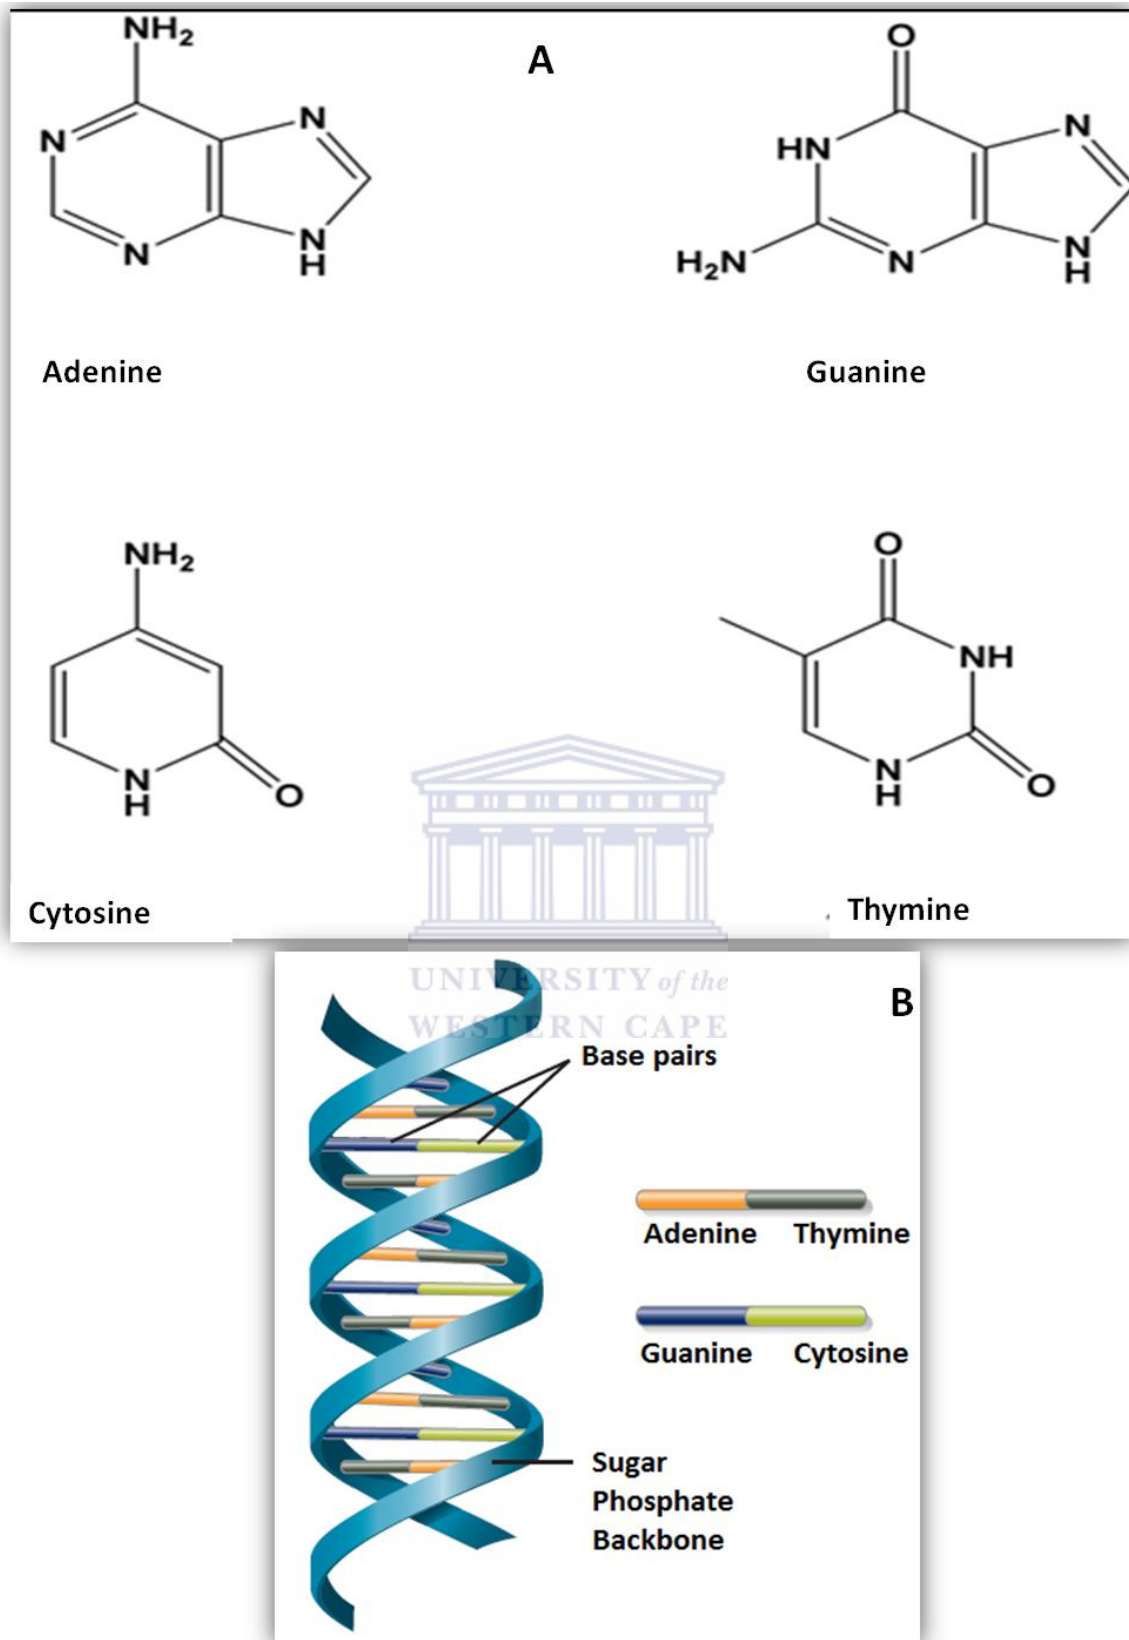 A
NH₂
N
N
N
N
H
Adenine
O
HN
N
H₂N
N
N
H
Guanine
NH₂
N
H
O
Cytosine
O
NH
N
H
O
Thymine
UNIVERSITY of the
WESTERN CAPE
B
Base pairs
Adenine Thymine
Guanine Cytosine
Sugar
Phosphate
Backbone